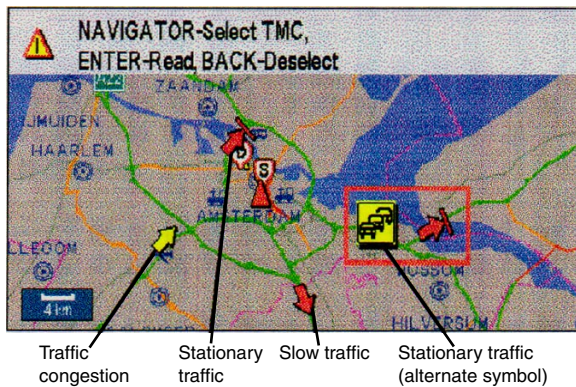 NAVIGATOR-Select TMC,
ENTER-Read, BACK-Deselect
ZAANDAM
IJMUIDEN
HAARLEM
S
AMSTERDAM
BUSSOM
HILVERSUM
4 km
Traffic
congestion
Stationary
traffic
Slow traffic
Stationary traffic
(alternate symbol)